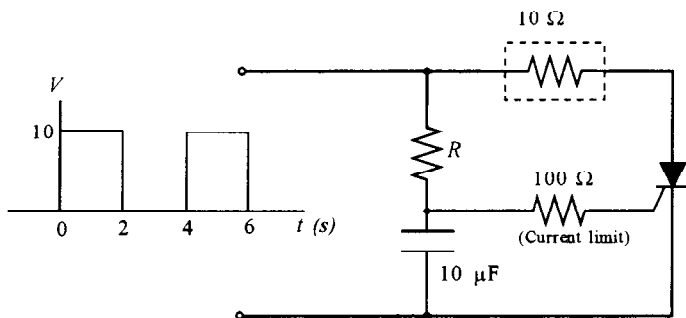 10 Ω
V
10
R
100 Ω
(Current limit)
0 2 4 6 t (s)
10 μF